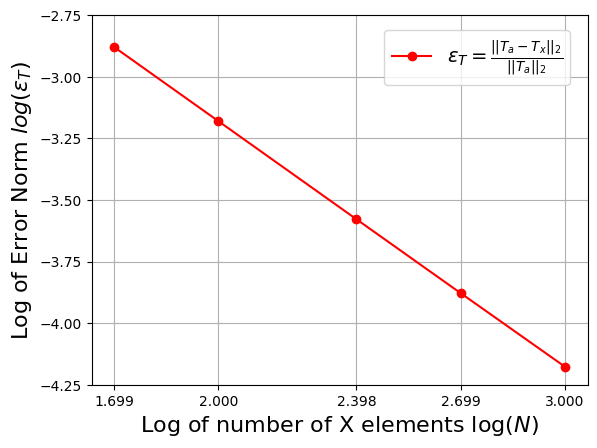 −2.75
−3.00
−3.25
−3.50
−3.75
−4.00
−4.25
Log of Error Norm log(ε_T)
ε_T = ||T_a − T_x||_2 / ||T_a||_2
1.699 2.000 2.398 2.699 3.000
Log of number of X elements log(N)